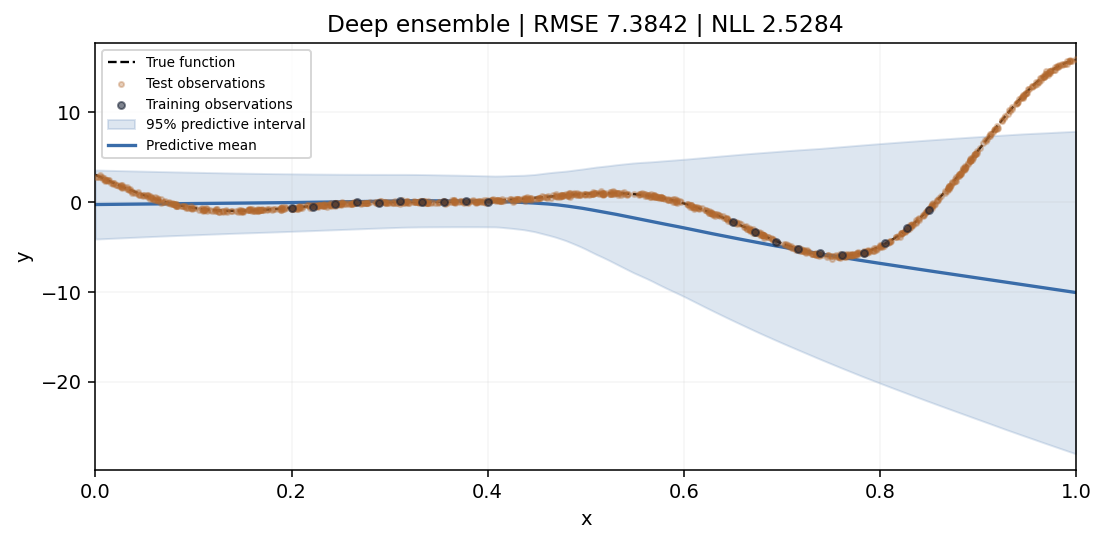 Deep ensemble | RMSE 7.3842 | NLL 2.5284
True function
Test observations
Training observations
95% predictive interval
Predictive mean
10
0
−10
−20
y
0.0 0.2 0.4 0.6 0.8 1.0
x